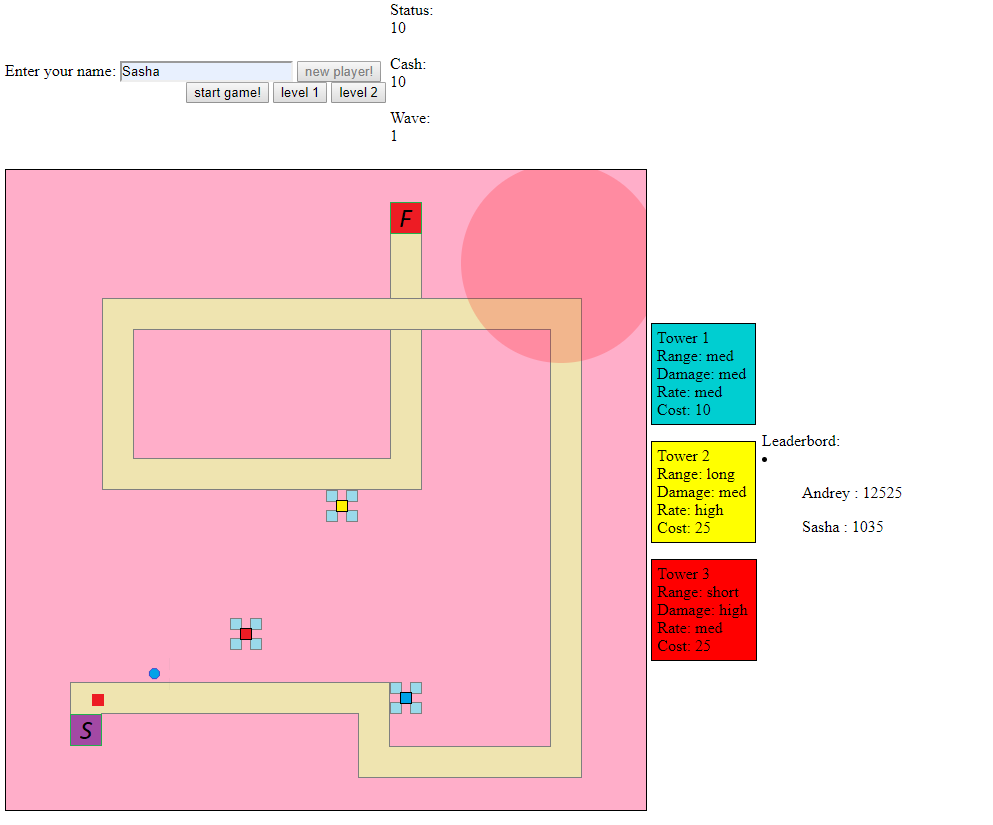 Status:
10
Enter your name: Sasha new player!
Cash:
10
start game! level 1 level 2
Wave:
1
F
S
Tower 1
Range: med
Damage: med
Rate: med
Cost: 10
Tower 2
Range: long
Damage: med
Rate: high
Cost: 25
Tower 3
Range: short
Damage: high
Rate: med
Cost: 25
Leaderbord:
Andrey : 12525
Sasha : 1035